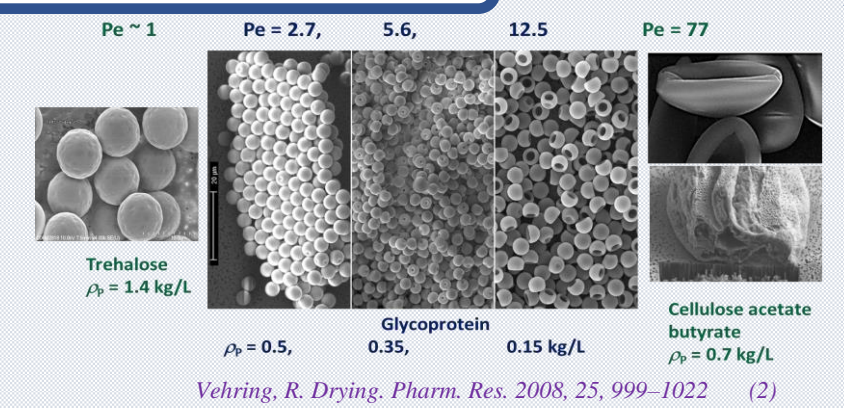 Pe ~ 1 Pe = 2.7, 5.6, 12.5 Pe = 77
20 µm
Trehalose
ρP = 1.4 kg/L
Glycoprotein
ρP = 0.5, 0.35, 0.15 kg/L
Cellulose acetate
butyrate
ρP = 0.7 kg/L
Vehring, R. Drying. Pharm. Res. 2008, 25, 999–1022 (2)